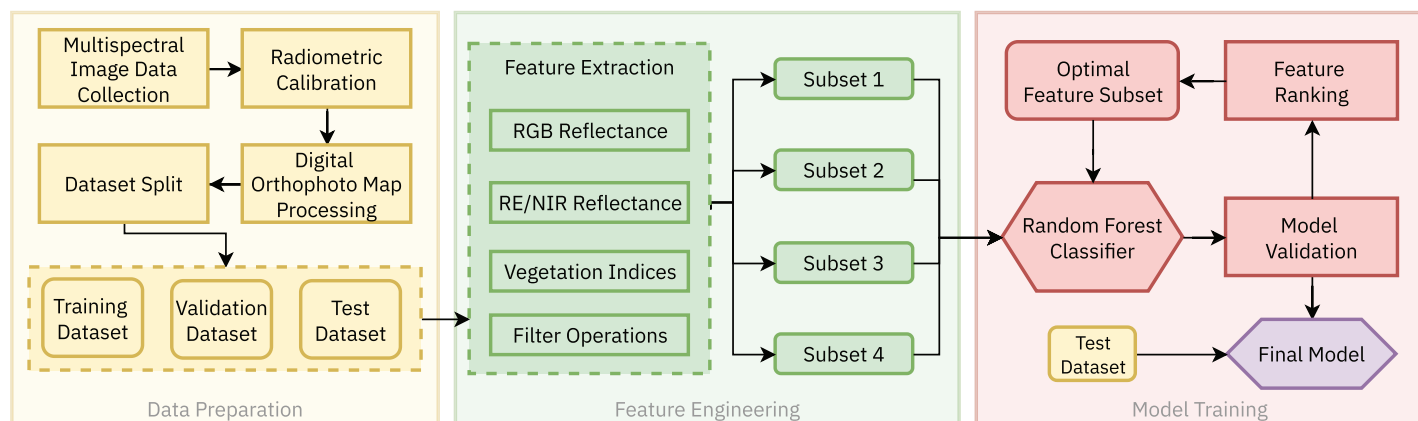 Multispectral
Image Data
Collection
Radiometric
Calibration
Dataset Split
Digital
Orthophoto Map
Processing
Training
Dataset
Validation
Dataset
Test
Dataset
Data Preparation
Feature Extraction
RGB Reflectance
RE/NIR Reflectance
Vegetation Indices
Filter Operations
Subset 1
Subset 2
Subset 3
Subset 4
Feature Engineering
Optimal
Feature Subset
Feature
Ranking
Random Forest
Classifier
Model
Validation
Test
Dataset
Final Model
Model Training